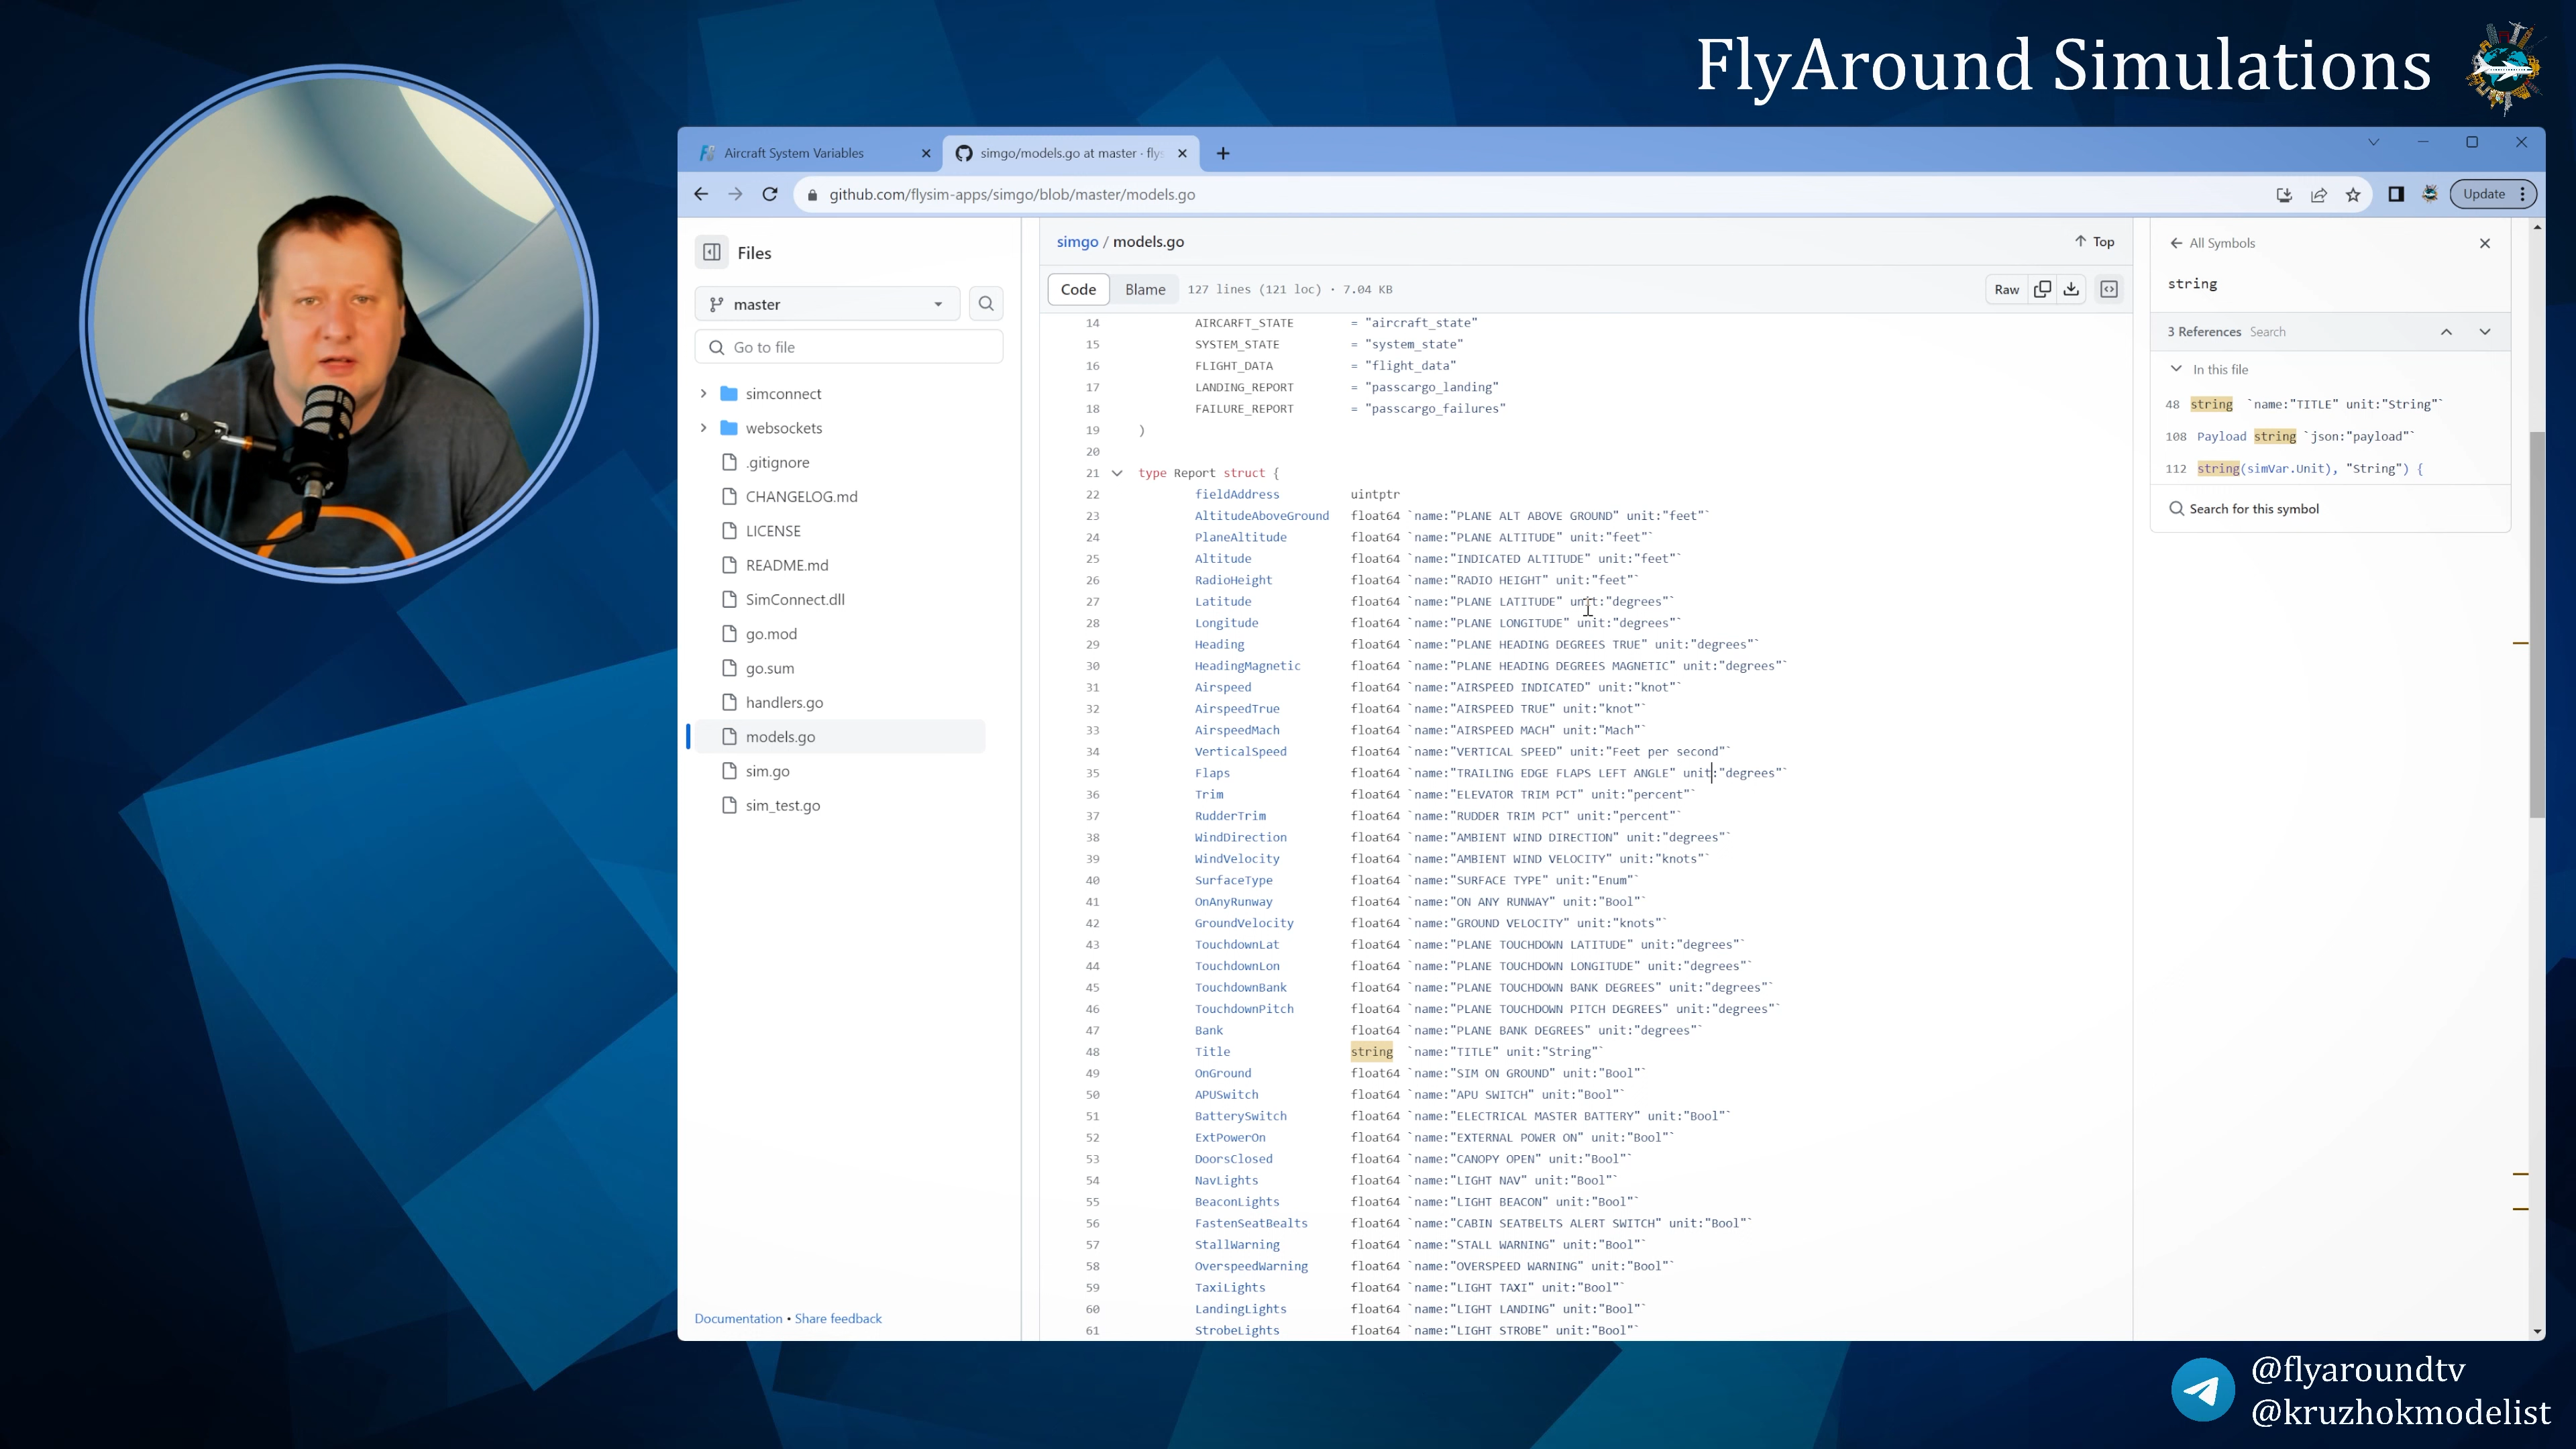 FlyAround Simulations
Aircraft System Variables
simgo/models.go at master · flys
github.com/flysim-apps/simgo/blob/master/models.go
Update
Files
master
Go to file
simconnect
websockets
.gitignore
CHANGELOG.md
LICENSE
README.md
SimConnect.dll
go.mod
go.sum
handlers.go
models.go
sim.go
sim_test.go
Documentation • Share feedback
simgo / models.go
Top
Code Blame 127 lines (121 loc) · 7.04 KB
Raw
14 AIRCARFT_STATE = "aircraft_state"
15 SYSTEM_STATE = "system_state"
16 FLIGHT_DATA = "flight_data"
17 LANDING_REPORT = "passcargo_landing"
18 FAILURE_REPORT = "passcargo_failures"
19 )
20
21 type Report struct {
22 fieldAddress uintptr
23 AltitudeAboveGround float64 `name:"PLANE ALT ABOVE GROUND" unit:"feet"`
24 PlaneAltitude float64 `name:"PLANE ALTITUDE" unit:"feet"`
25 Altitude float64 `name:"INDICATED ALTITUDE" unit:"feet"`
26 RadioHeight float64 `name:"RADIO HEIGHT" unit:"feet"`
27 Latitude float64 `name:"PLANE LATITUDE" unit:"degrees"`
28 Longitude float64 `name:"PLANE LONGITUDE" unit:"degrees"`
29 Heading float64 `name:"PLANE HEADING DEGREES TRUE" unit:"degrees"`
30 HeadingMagnetic float64 `name:"PLANE HEADING DEGREES MAGNETIC" unit:"degrees"`
31 Airspeed float64 `name:"AIRSPEED INDICATED" unit:"knot"`
32 AirspeedTrue float64 `name:"AIRSPEED TRUE" unit:"knot"`
33 AirspeedMach float64 `name:"AIRSPEED MACH" unit:"Mach"`
34 VerticalSpeed float64 `name:"VERTICAL SPEED" unit:"Feet per second"`
35 Flaps float64 `name:"TRAILING EDGE FLAPS LEFT ANGLE" unit:"degrees"`
36 Trim float64 `name:"ELEVATOR TRIM PCT" unit:"percent"`
37 RudderTrim float64 `name:"RUDDER TRIM PCT" unit:"percent"`
38 WindDirection float64 `name:"AMBIENT WIND DIRECTION" unit:"degrees"`
39 WindVelocity float64 `name:"AMBIENT WIND VELOCITY" unit:"knots"`
40 SurfaceType float64 `name:"SURFACE TYPE" unit:"Enum"`
41 OnAnyRunway float64 `name:"ON ANY RUNWAY" unit:"Bool"`
42 GroundVelocity float64 `name:"GROUND VELOCITY" unit:"knots"`
43 TouchdownLat float64 `name:"PLANE TOUCHDOWN LATITUDE" unit:"degrees"`
44 TouchdownLon float64 `name:"PLANE TOUCHDOWN LONGITUDE" unit:"degrees"`
45 TouchdownBank float64 `name:"PLANE TOUCHDOWN BANK DEGREES" unit:"degrees"`
46 TouchdownPitch float64 `name:"PLANE TOUCHDOWN PITCH DEGREES" unit:"degrees"`
47 Bank float64 `name:"PLANE BANK DEGREES" unit:"degrees"`
48 Title string `name:"TITLE" unit:"String"`
49 OnGround float64 `name:"SIM ON GROUND" unit:"Bool"`
50 APUSwitch float64 `name:"APU SWITCH" unit:"Bool"`
51 BatterySwitch float64 `name:"ELECTRICAL MASTER BATTERY" unit:"Bool"`
52 ExtPowerOn float64 `name:"EXTERNAL POWER ON" unit:"Bool"`
53 DoorsClosed float64 `name:"CANOPY OPEN" unit:"Bool"`
54 NavLights float64 `name:"LIGHT NAV" unit:"Bool"`
55 BeaconLights float64 `name:"LIGHT BEACON" unit:"Bool"`
56 FastenSeatBealts float64 `name:"CABIN SEATBELTS ALERT SWITCH" unit:"Bool"`
57 StallWarning float64 `name:"STALL WARNING" unit:"Bool"`
58 OverspeedWarning float64 `name:"OVERSPEED WARNING" unit:"Bool"`
59 TaxiLights float64 `name:"LIGHT TAXI" unit:"Bool"`
60 LandingLights float64 `name:"LIGHT LANDING" unit:"Bool"`
61 StrobeLights float64 `name:"LIGHT STROBE" unit:"Bool"`
All Symbols
string
3 References Search
In this file
48 string `name:"TITLE" unit:"String"`
108 Payload string `json:"payload"`
112 string(simVar.Unit), "String") {
Search for this symbol
@flyaroundtv
@kruzhokmodelist